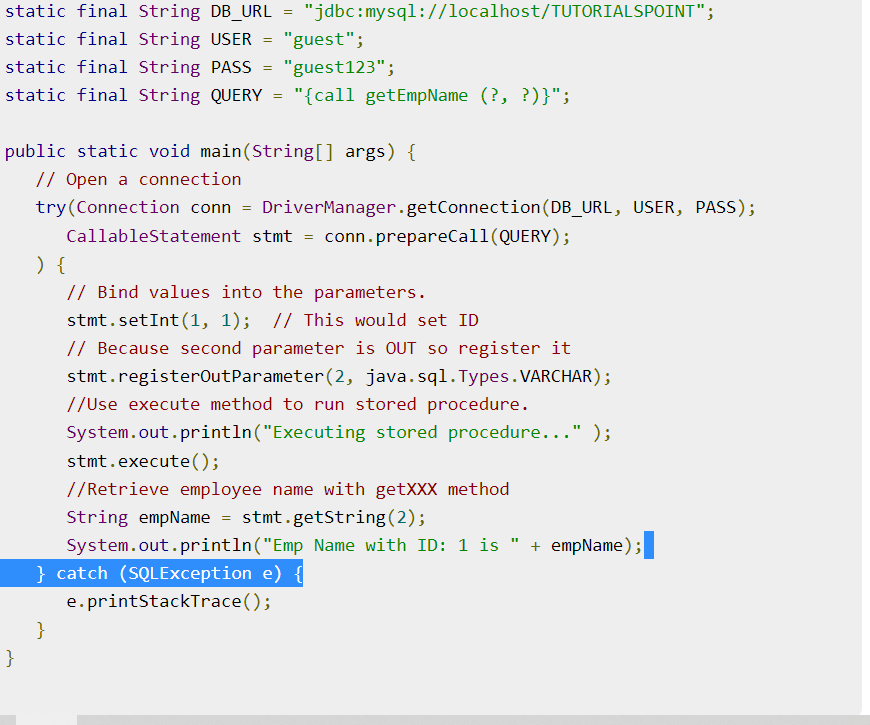 static final String DB_URL = "jdbc:mysql://localhost/TUTORIALSPOINT";
static final String USER = "guest";
static final String PASS = "guest123";
static final String QUERY = "{call getEmpName (?, ?)}";

public static void main(String[] args) {
   // Open a connection
   try(Connection conn = DriverManager.getConnection(DB_URL, USER, PASS);
      CallableStatement stmt = conn.prepareCall(QUERY);
   ) {
      // Bind values into the parameters.
      stmt.setInt(1, 1);  // This would set ID
      // Because second parameter is OUT so register it
      stmt.registerOutParameter(2, java.sql.Types.VARCHAR);
      //Use execute method to run stored procedure.
      System.out.println("Executing stored procedure..." );
      stmt.execute();
      //Retrieve employee name with getXXX method
      String empName = stmt.getString(2);
      System.out.println("Emp Name with ID: 1 is " + empName);
   } catch (SQLException e) {
      e.printStackTrace();
   }
}